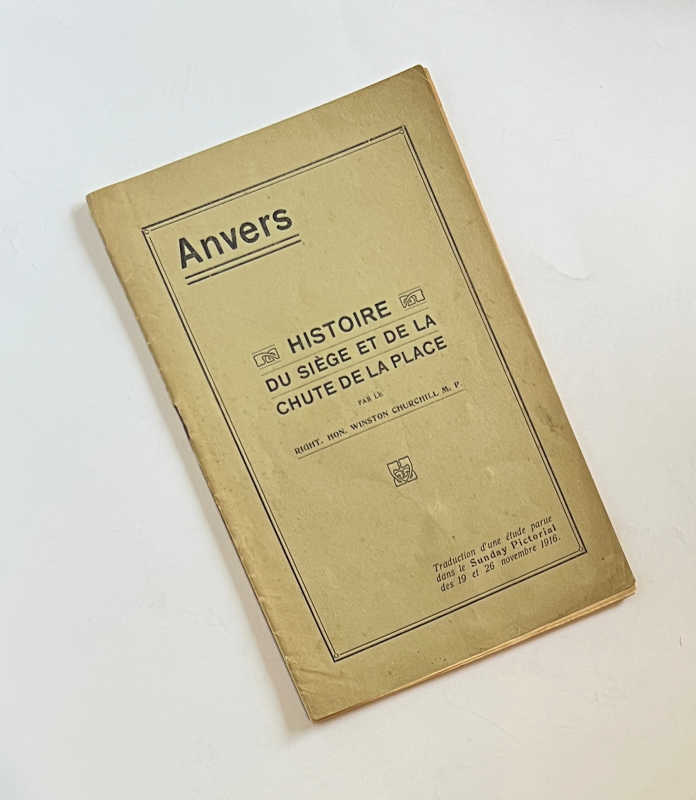 Anvers
HISTOIRE
DU SIÈGE ET DE LA
CHUTE DE LA PLACE
PAR LE
RIGHT. HON. WINSTON CHURCHILL M. P.
Traduction d'une étude parue
dans le Sunday Pictorial
des 19 et 26 novembre 1916.